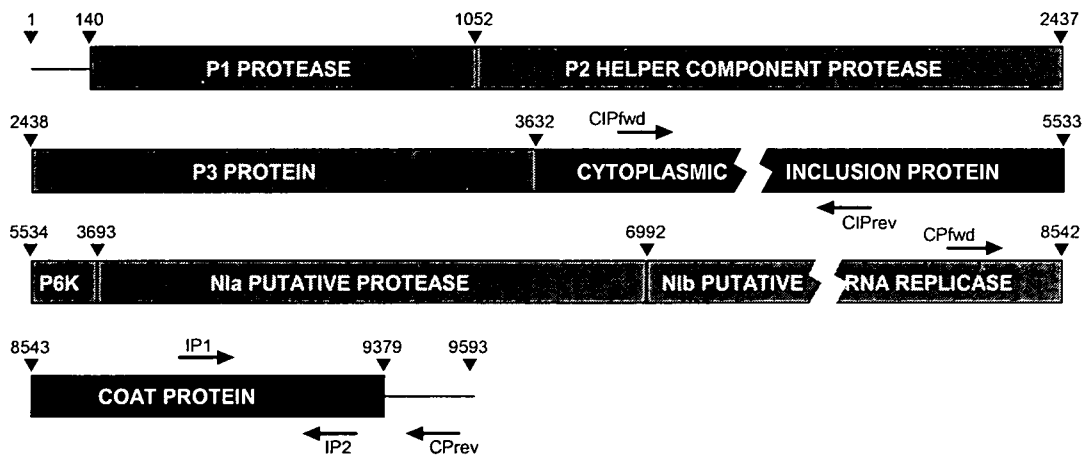 1 140 1052 2437
P1 PROTEASE P2 HELPER COMPONENT PROTEASE
2438 3632 CIPfwd 5533
P3 PROTEIN CYTOPLASMIC INCLUSION PROTEIN
CIPrev
5534 3693 6992 CPfwd 8542
P6K NIa PUTATIVE PROTEASE NIb PUTATIVE RNA REPLICASE
8543 IP1 9379 9593
COAT PROTEIN
IP2 CPrev